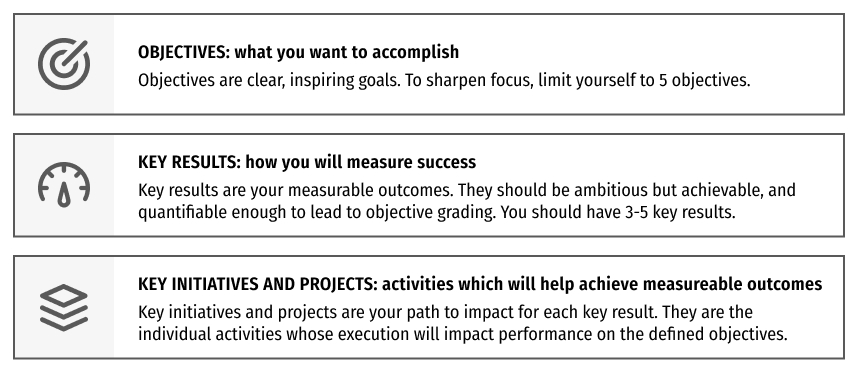 OBJECTIVES: what you want to accomplish
Objectives are clear, inspiring goals. To sharpen focus, limit yourself to 5 objectives.
KEY RESULTS: how you will measure success
Key results are your measurable outcomes. They should be ambitious but achievable, and
quantifiable enough to lead to objective grading. You should have 3-5 key results.
KEY INITIATIVES AND PROJECTS: activities which will help achieve measureable outcomes
Key initiatives and projects are your path to impact for each key result. They are the
individual activities whose execution will impact performance on the defined objectives.